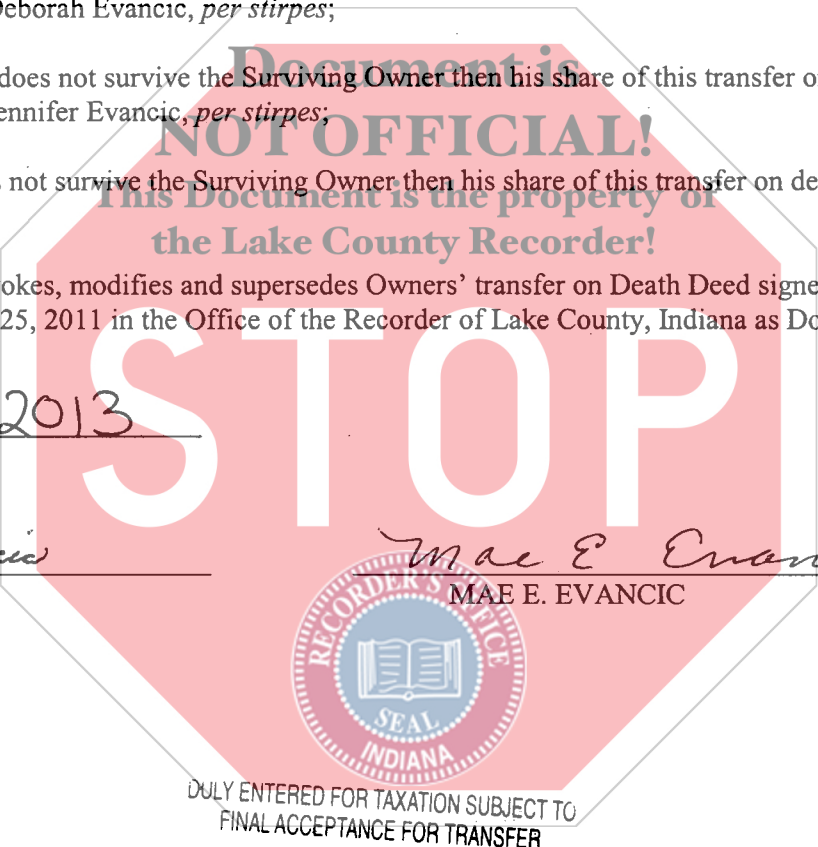 Deborah Evancic, per stirpes;
Document is
does not survive the Surviving Owner then his share of this transfer o
ennifer Evancic, per stirpes;
NOT OFFICIAL!
not survive the Surviving Owner then his share of this transfer on de
This Document is the property of
the Lake County Recorder!
okes, modifies and supersedes Owners' transfer on Death Deed signe
25, 2011 in the Office of the Recorder of Lake County, Indiana as Do
STOP
2013
Mae E Evan
MAE E. EVANCIC
RECORDER'S OFFICE
SEAL
INDIANA
DULY ENTERED FOR TAXATION SUBJECT TO
FINAL ACCEPTANCE FOR TRANSFER